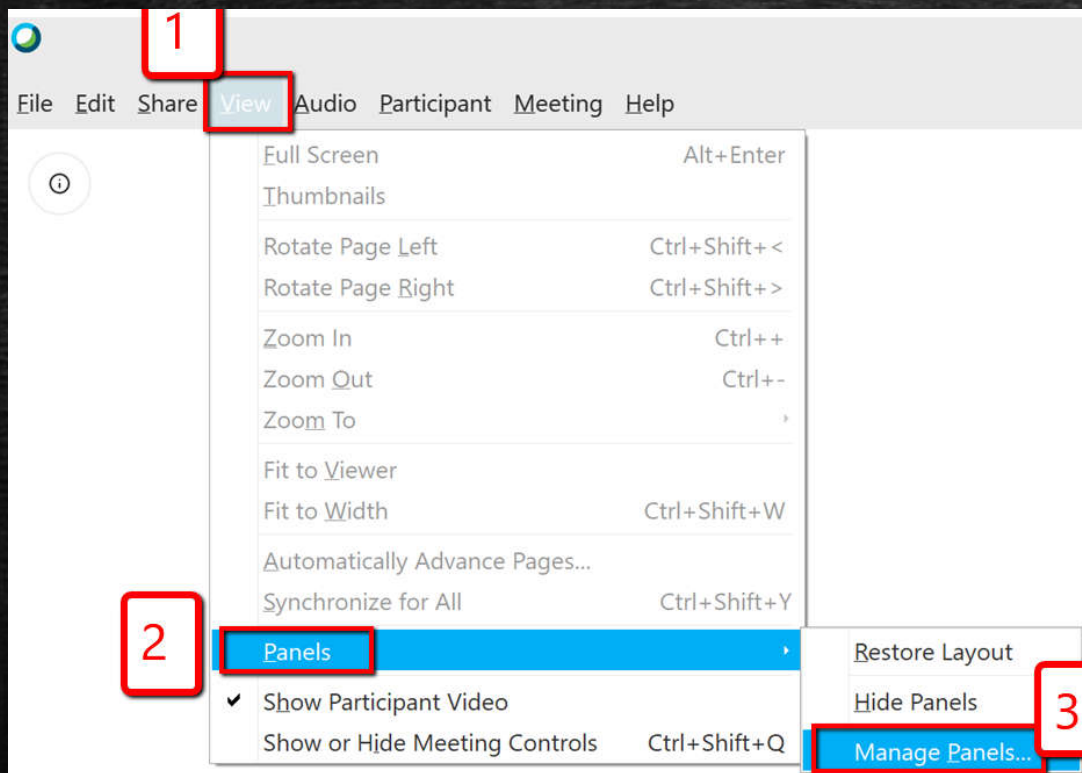 1
File Edit Share View Audio Participant Meeting Help
Full Screen Alt+Enter
Thumbnails
Rotate Page Left Ctrl+Shift+<
Rotate Page Right Ctrl+Shift+>
Zoom In Ctrl++
Zoom Out Ctrl+-
Zoom To
Fit to Viewer
Fit to Width Ctrl+Shift+W
Automatically Advance Pages...
Synchronize for All Ctrl+Shift+Y
2
Panels
Restore Layout
Show Participant Video
Hide Panels
3
Show or Hide Meeting Controls Ctrl+Shift+Q
Manage Panels...